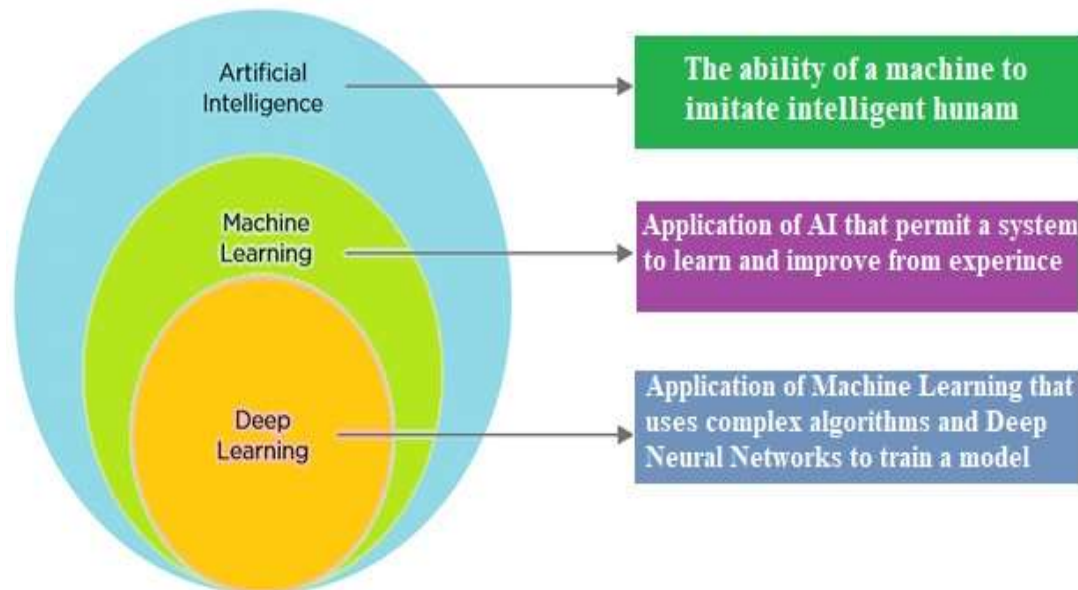 Artificial
Intelligence
The ability of a machine to
imitate intelligent hunam
Machine
Learning
Application of AI that permit a system
to learn and improve from experince
Deep
Learning
Application of Machine Learning that
uses complex algorithms and Deep
Neural Networks to train a model